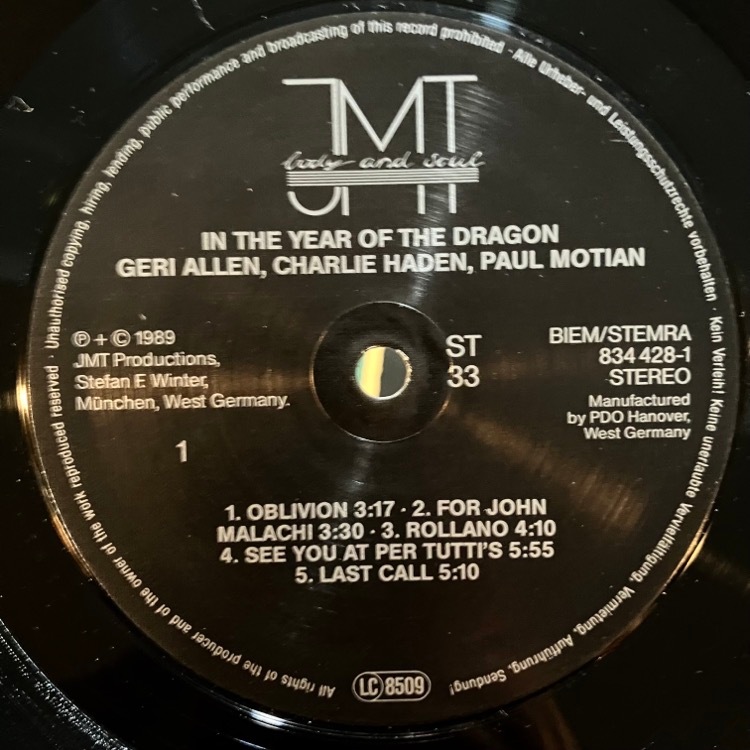 Unauthorised copying, hiring, lending, public performance and broadcasting of this record prohibited · Alle Urheber- und Leistungsschutzrechte vorbehalten · Kein Verleih! Keine unerlaubte Vervielfältigung, Vermietung, Aufführung, Sendung!
JMT
body and soul
IN THE YEAR OF THE DRAGON
GERI ALLEN, CHARLIE HADEN, PAUL MOTIAN
℗ + © 1989
JMT Productions,
Stefan F. Winter,
München, West Germany.
ST
33
BIEM/STEMRA
834 428-1
STEREO
Manufactured
by PDO Hanover,
West Germany
1
1. OBLIVION 3:17 · 2. FOR JOHN
MALACHI 3:30 · 3. ROLLANO 4:10
4. SEE YOU AT PER TUTTI'S 5:55
5. LAST CALL 5:10
All rights of the producer and of the owner of the work reproduced reserved ·
LC 8509